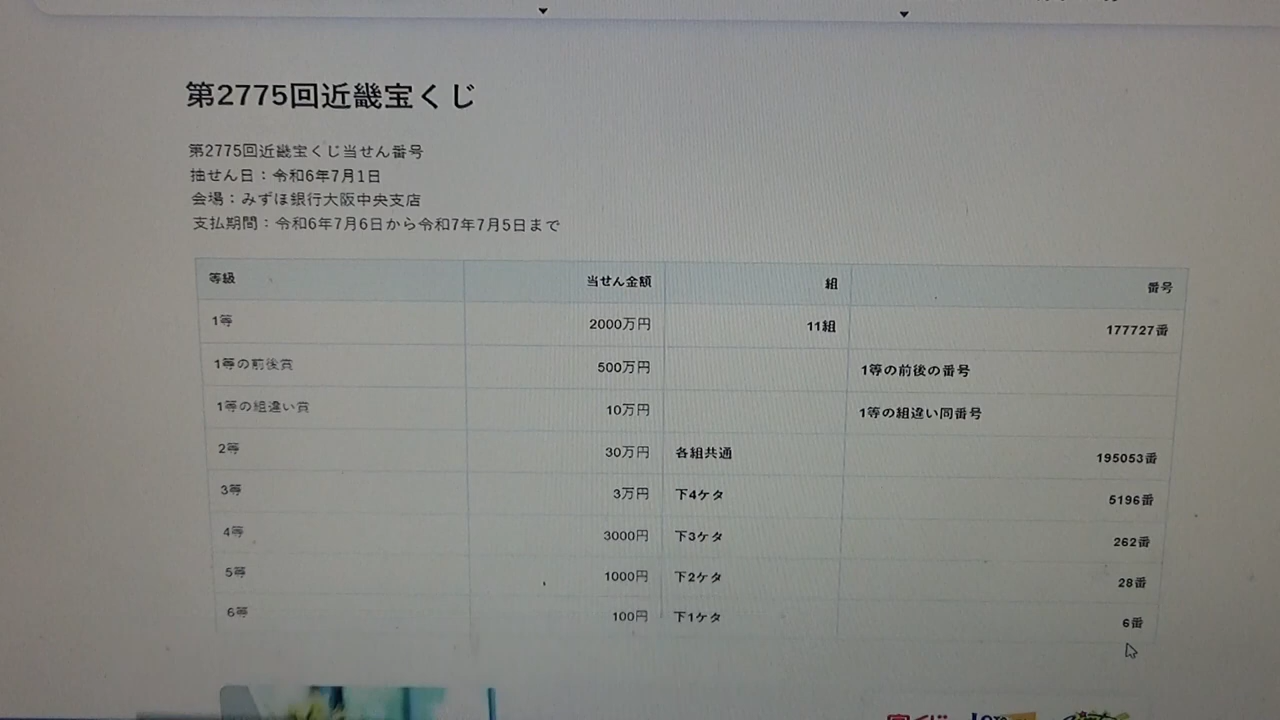 第2775回近畿宝くじ
第2775回近畿宝くじ当せん番号
抽せん日：令和6年7月1日
会場：みずほ銀行大阪中央支店
支払期間：令和6年7月6日から令和7年7月5日まで
等級 当せん金額 組 番号
1等 2000万円 11組 177727番
1等の前後賞 500万円 1等の前後の番号
1等の組違い賞 10万円 1等の組違い同番号
2等 30万円 各組共通 195053番
3等 3万円 下4ケタ 5196番
4等 3000円 下3ケタ 262番
5等 1000円 下2ケタ 28番
6等 100円 下1ケタ 6番